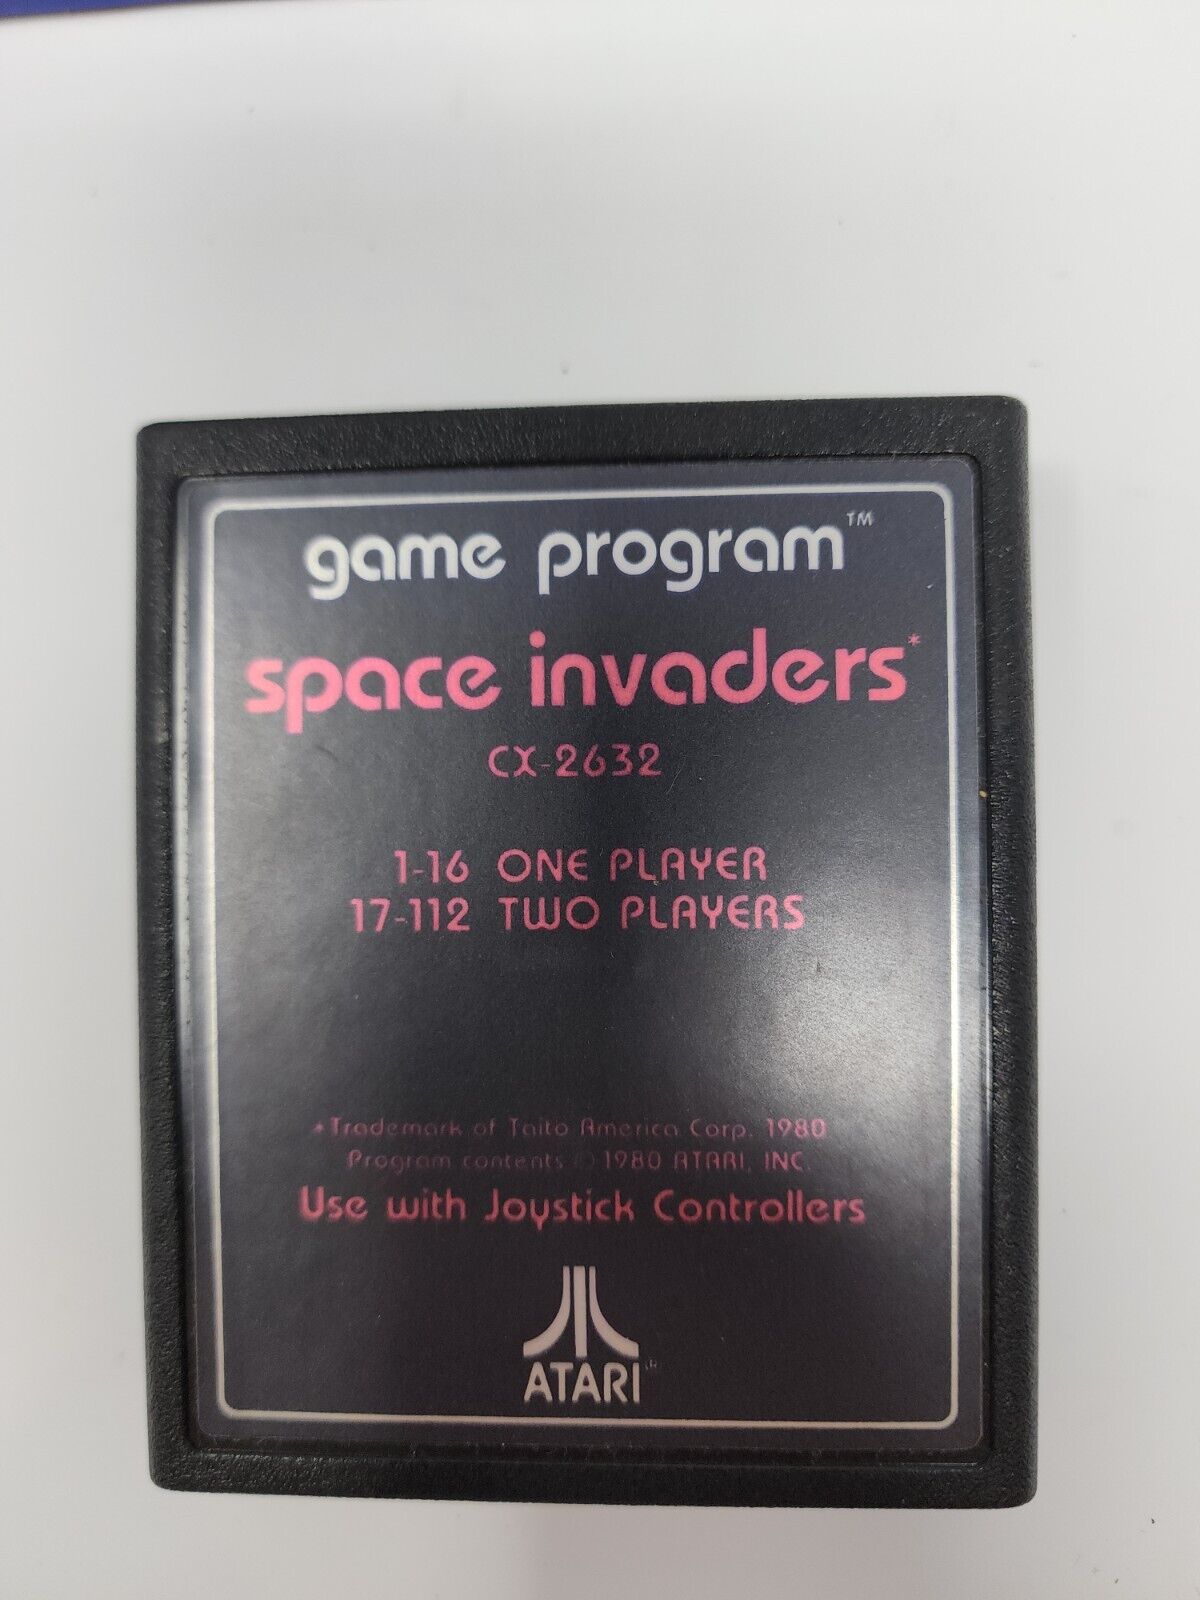 game program™
space invaders*
CX-2632
1-16 ONE PLAYER
17-112 TWO PLAYERS
*Trademark of Taito America Corp. 1980
Program contents © 1980 ATARI, INC.
Use with Joystick Controllers
ATARI®